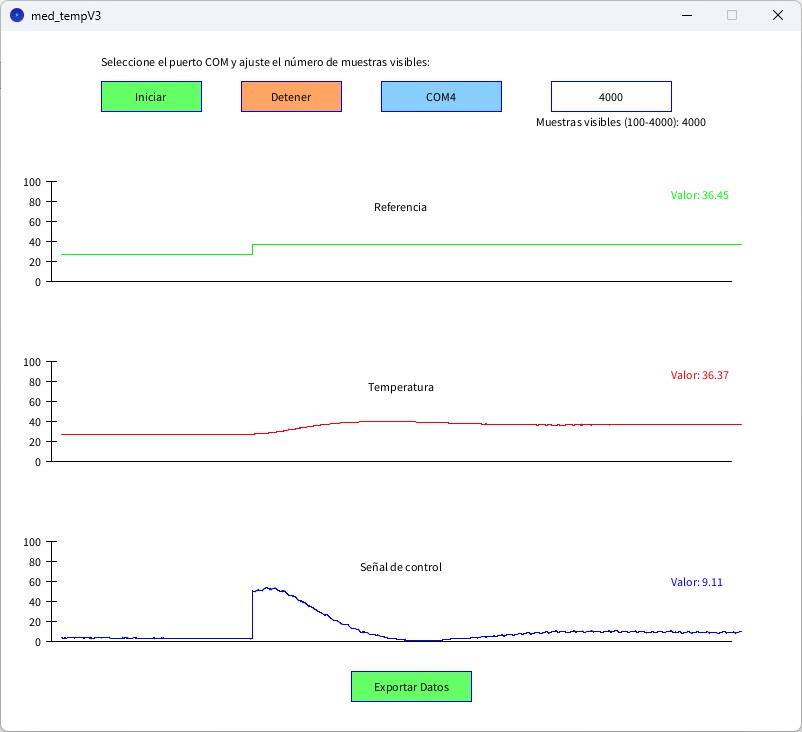 med_tempV3
Seleccione el puerto COM y ajuste el número de muestras visibles:
Iniciar
Detener
COM4
4000
Muestras visibles (100-4000): 4000
100
80
60
40
20
0
Referencia
Valor: 36.45
100
80
60
40
20
0
Temperatura
Valor: 36.37
100
80
60
40
20
0
Señal de control
Valor: 9.11
Exportar Datos